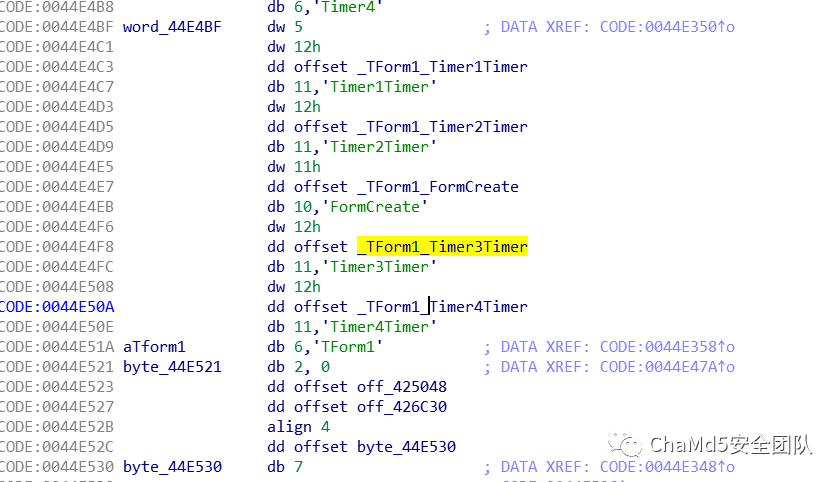 CODE:0044E4B8 db 6,'Timer4'
CODE:0044E4BF word_44E4BF dw 5 ; DATA XREF: CODE:0044E350↑o
CODE:0044E4C1 dw 12h
CODE:0044E4C3 dd offset _TForm1_Timer1Timer
CODE:0044E4C7 db 11,'Timer1Timer'
CODE:0044E4D3 dw 12h
CODE:0044E4D5 dd offset _TForm1_Timer2Timer
CODE:0044E4D9 db 11,'Timer2Timer'
CODE:0044E4E5 dw 11h
CODE:0044E4E7 dd offset _TForm1_FormCreate
CODE:0044E4EB db 10,'FormCreate'
CODE:0044E4F6 dw 12h
CODE:0044E4F8 dd offset _TForm1_Timer3Timer
CODE:0044E4FC db 11,'Timer3Timer'
CODE:0044E508 dw 12h
CODE:0044E50A dd offset _TForm1_Timer4Timer
CODE:0044E50E db 11,'Timer4Timer'
CODE:0044E51A aTform1 db 6,'TForm1' ; DATA XREF: CODE:0044E358↑o
CODE:0044E521 byte_44E521 db 2, 0 ; DATA XREF: CODE:0044E47A↑o
CODE:0044E523 dd offset off_425048
CODE:0044E527 dd offset off_426C30
CODE:0044E52B align 4
CODE:0044E52C dd offset byte_44E530
CODE:0044E530 byte_44E530 db 7 ; DATA XREF: CODE:0044E348↑o
ChaMd5安全团队